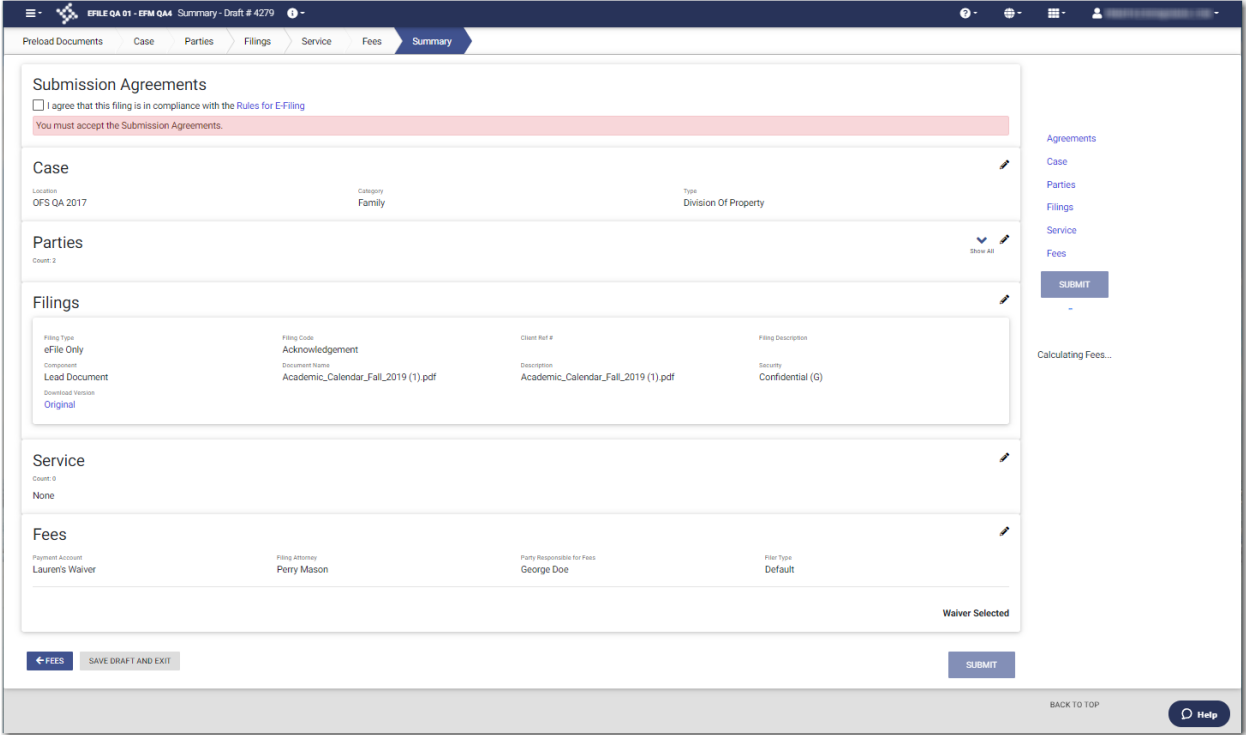 EFILE QA 01 - EFM QA4 Summary - Draft # 4279
Preload Documents Case Parties Filings Service Fees Summary
Submission Agreements
I agree that this filing is in compliance with the Rules for E-Filing
You must accept the Submission Agreements.
Agreements
Case
Parties
Filings
Service
Fees
SUBMIT
Calculating Fees...
Case
Location Category Type
OFS QA 2017 Family Division Of Property
Parties
Count: 2
Show All
Filings
Filing Type Filing Code Client Ref # Filing Description
eFile Only Acknowledgement
Component Document Name Description Security
Lead Document Academic_Calendar_Fall_2019 (1).pdf Academic_Calendar_Fall_2019 (1).pdf Confidential (G)
Download Version
Original
Service
Count: 0
None
Fees
Payment Account Filing Attorney Party Responsible for Fees Filer Type
Lauren's Waiver Perry Mason George Doe Default
Waiver Selected
FEES SAVE DRAFT AND EXIT SUBMIT
BACK TO TOP
Help